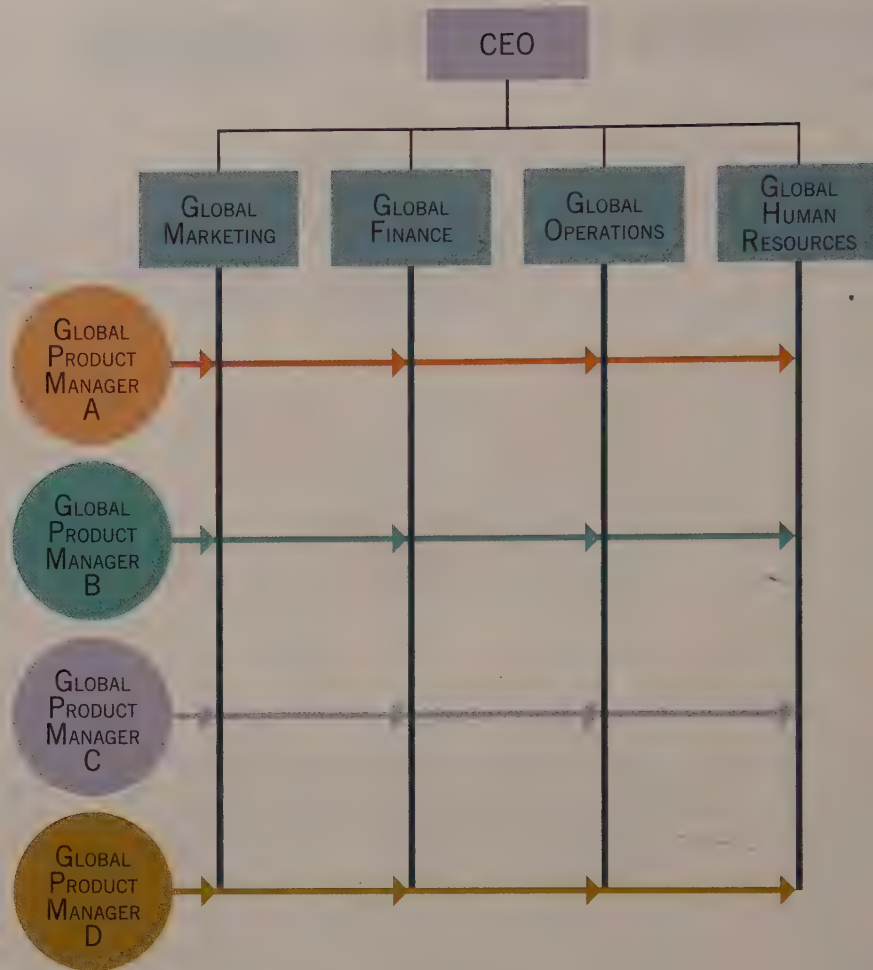 CEO
GLOBAL
MARKETING
GLOBAL
FINANCE
GLOBAL
OPERATIONS
GLOBAL
HUMAN
RESOURCES
GLOBAL
PRODUCT
MANAGER
A
GLOBAL
PRODUCT
MANAGER
B
GLOBAL
PRODUCT
MANAGER
C
GLOBAL
PRODUCT
MANAGER
D